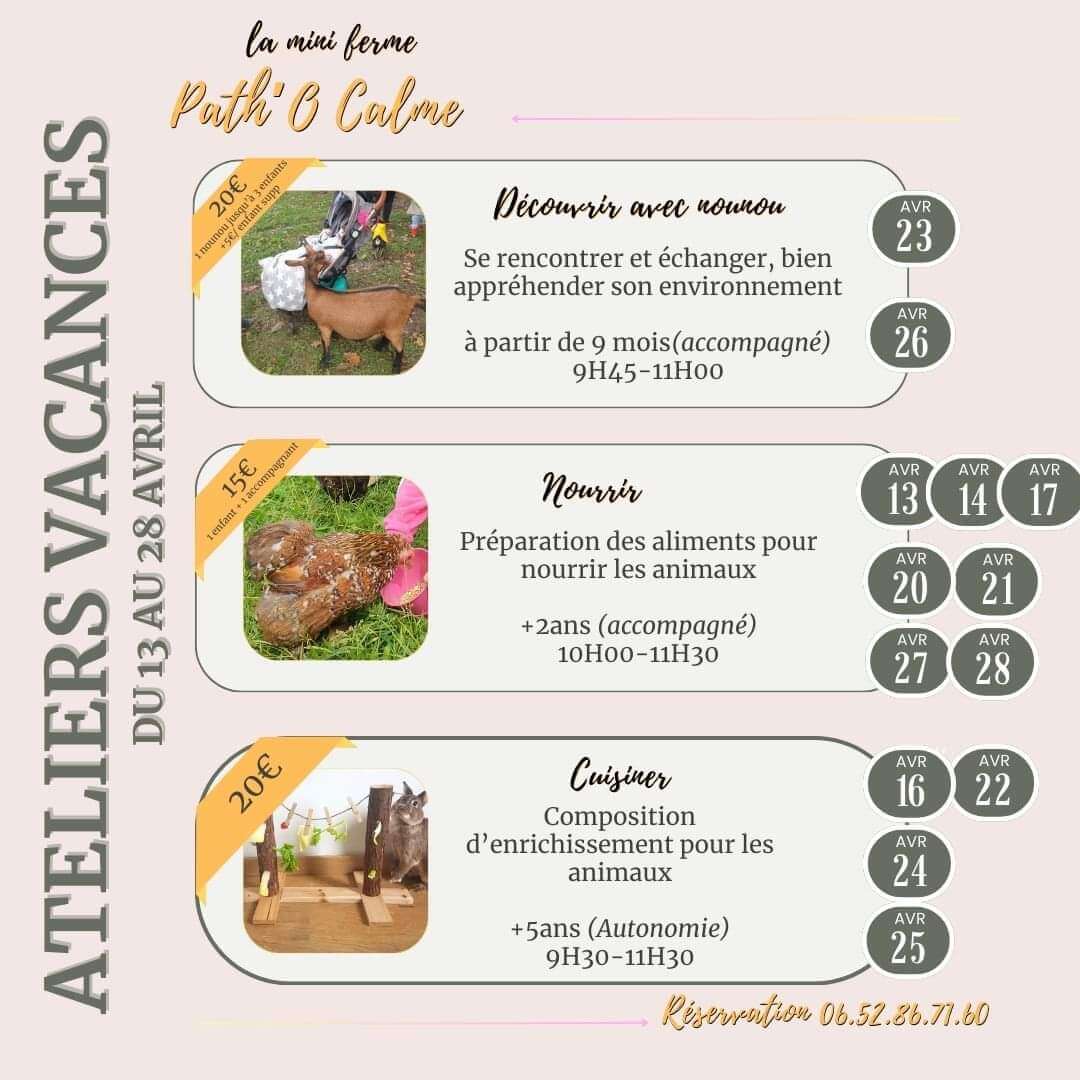 la mini ferme
Path'O Calme
ATELIERS VACANCES
DU 13 AU 28 AVRIL
20€
1 nounou jusqu'à 3 enfants
+5€/ enfant supp
Découvrir avec nounou
Se rencontrer et échanger, bien
appréhender son environnement
à partir de 9 mois(accompagné)
9H45-11H00
AVR
23
AVR
26
15€
1 enfant + 1 accompagnant
Nourrir
Préparation des aliments pour
nourrir les animaux
+2ans (accompagné)
10H00-11H30
AVR AVR AVR
13 14 17
AVR AVR
20 21
AVR AVR
27 28
20€
Cuisiner
Composition
d'enrichissement pour les
animaux
+5ans (Autonomie)
9H30-11H30
AVR AVR
16 22
AVR
24
AVR
25
Réservation 06.52.86.77.60